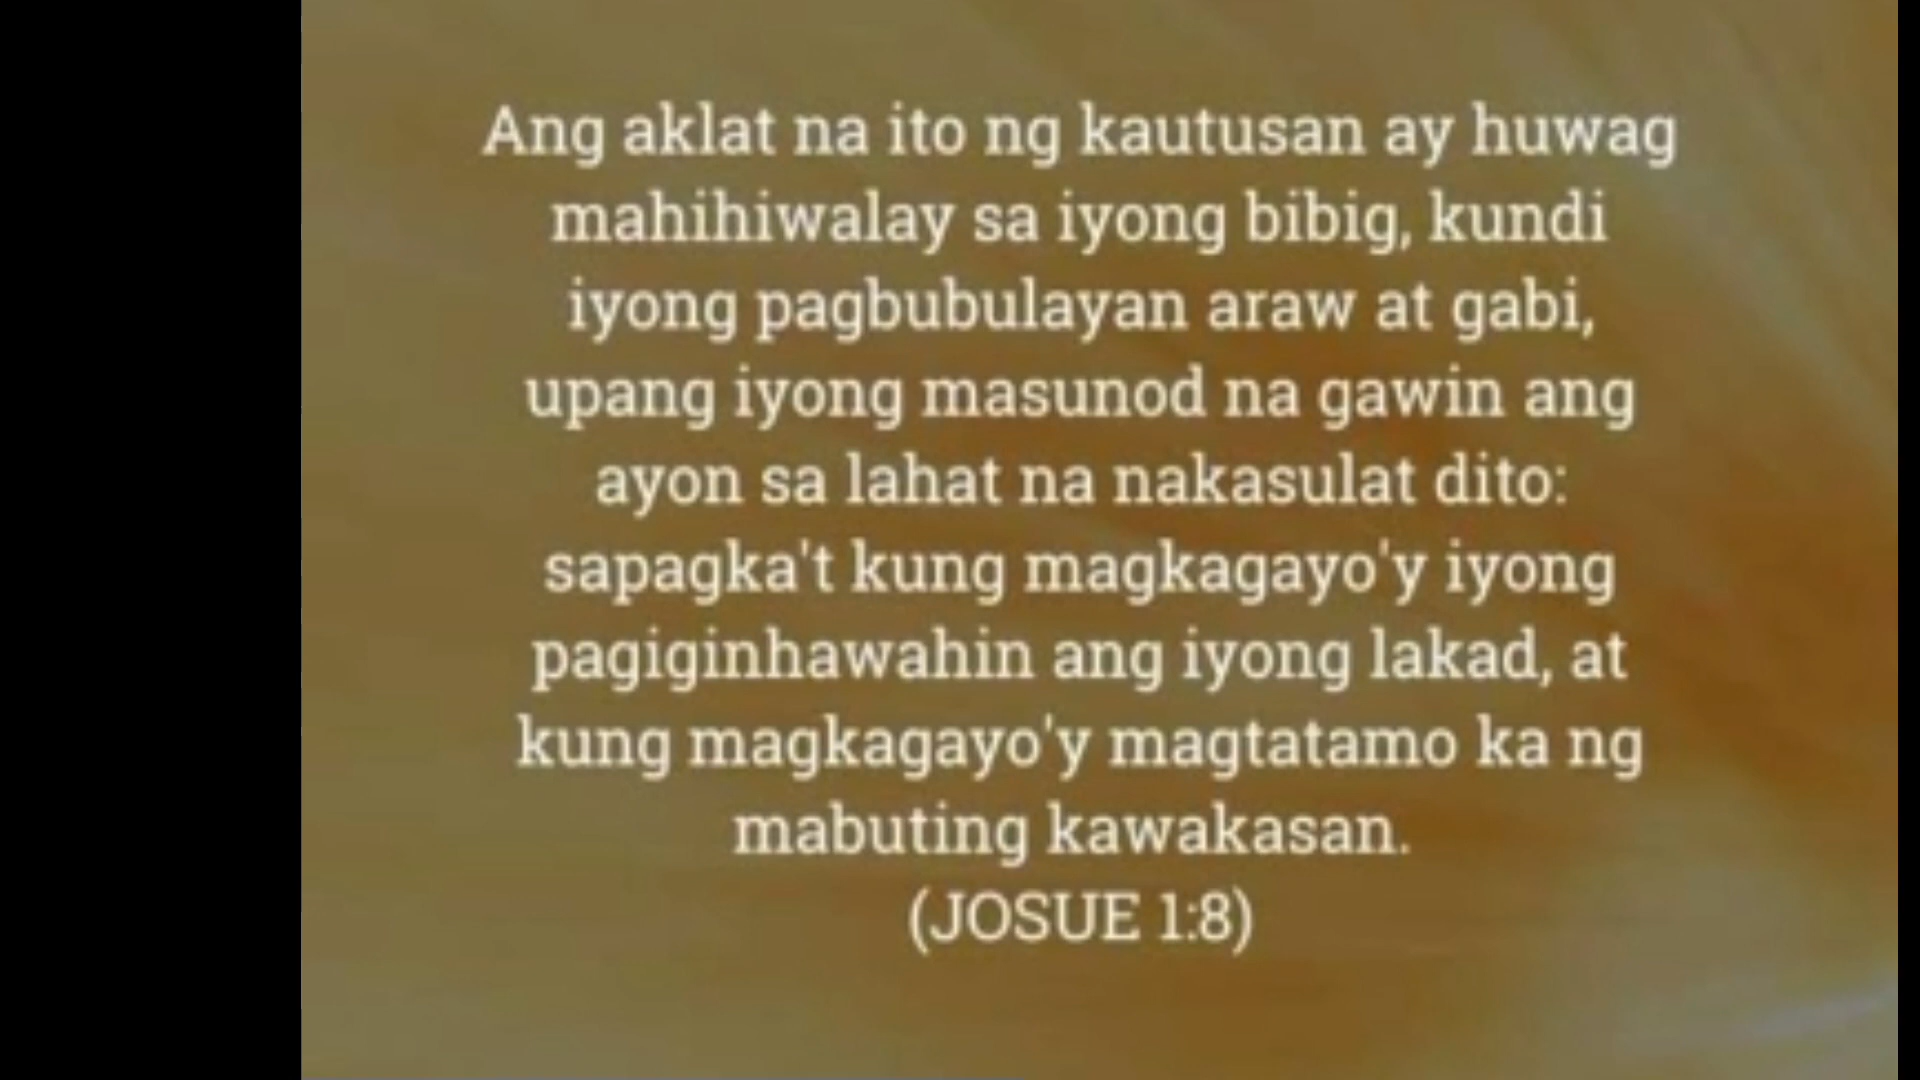 Ang aklat na ito ng kautusan ay huwag
mahihiwalay sa iyong bibig, kundi
iyong pagbubulayan araw at gabi,
upang iyong masunod na gawin ang
ayon sa lahat na nakasulat dito:
sapagka't kung magkagayo'y iyong
pagiginhawahin ang iyong lakad, at
kung magkagayo'y magtatamo ka ng
mabuting kawakasan.
(JOSUE 1:8)